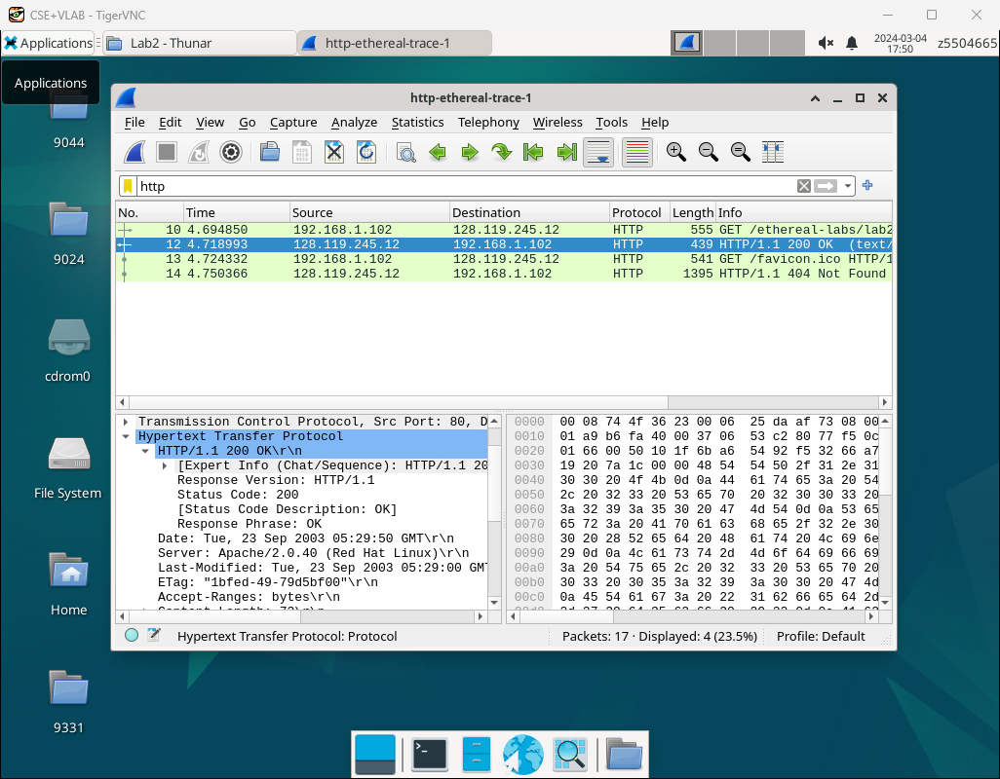 CSE+VLAB - TigerVNC
Applications
Lab2 - Thunar
http-ethereal-trace-1
2024-03-04
17:50
z5504665
Applications
9044
9024
cdrom0
File System
Home
9331
http-ethereal-trace-1
File Edit View Go Capture Analyze Statistics Telephony Wireless Tools Help
http
No. Time Source Destination Protocol Length Info
10 4.694850 192.168.1.102 128.119.245.12 HTTP 555 GET /ethereal-labs/lab2
12 4.718993 128.119.245.12 192.168.1.102 HTTP 439 HTTP/1.1 200 OK (text/
13 4.724332 192.168.1.102 128.119.245.12 HTTP 541 GET /favicon.ico HTTP/1
14 4.750366 128.119.245.12 192.168.1.102 HTTP 1395 HTTP/1.1 404 Not Found
Transmission Control Protocol, Src Port: 80, D
Hypertext Transfer Protocol
HTTP/1.1 200 OK\r\n
[Expert Info (Chat/Sequence): HTTP/1.1 20
Response Version: HTTP/1.1
Status Code: 200
[Status Code Description: OK]
Response Phrase: OK
Date: Tue, 23 Sep 2003 05:29:50 GMT\r\n
Server: Apache/2.0.40 (Red Hat Linux)\r\n
Last-Modified: Tue, 23 Sep 2003 05:29:00 GMT
ETag: "1bfed-49-79d5bf00"\r\n
Accept-Ranges: bytes\r\n
0000 00 08 74 4f 36 23 00 06 25 da af 73 08 00
0010 01 a9 b6 fa 40 00 37 06 53 c2 80 77 f5 0c
0020 01 66 00 50 10 1f 6b a6 54 92 f5 32 66 a7
0030 19 20 7a 1c 00 00 48 54 54 50 2f 31 2e 31
0040 30 30 20 4f 4b 0d 0a 44 61 74 65 3a 20 54
0050 2c 20 32 33 20 53 65 70 20 32 30 30 33 20
0060 3a 32 39 3a 35 30 20 47 4d 54 0d 0a 53 65
0070 65 72 3a 20 41 70 61 63 68 65 2f 32 2e 30
0080 30 20 28 52 65 64 20 48 61 74 20 4c 69 6e
0090 29 0d 0a 4c 61 73 74 2d 4d 6f 64 69 66 69
00a0 3a 20 54 75 65 2c 20 32 33 20 53 65 70 20
00b0 30 33 20 30 35 3a 32 39 3a 30 30 20 47 4d
00c0 0a 45 54 61 67 3a 20 22 31 62 66 65 64 2d
Hypertext Transfer Protocol: Protocol
Packets: 17 · Displayed: 4 (23.5%)
Profile: Default